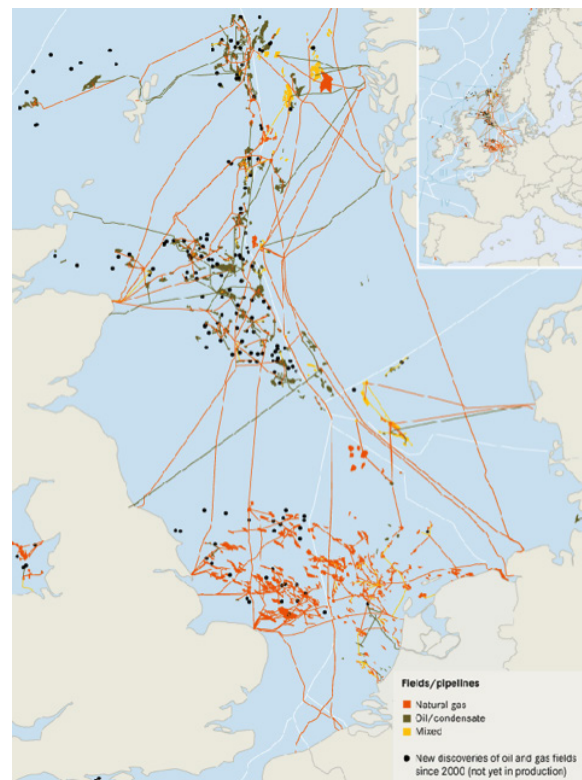 Fields/pipelines
Natural gas
Oil/condensate
Mixed
New discoveries of oil and gas fields
since 2000 (not yet in production)